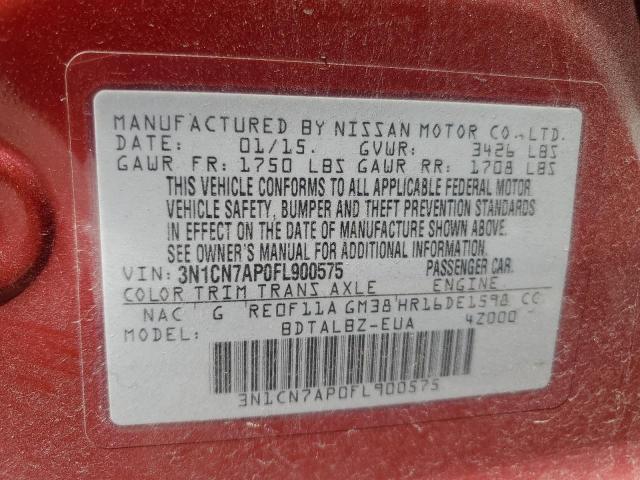 MANUFACTURED BY NISSAN MOTOR CO.,LTD.
DATE: 01/15. GVWR: 3426 LBS
GAWR FR: 1750 LBS GAWR RR: 1708 LBS
THIS VEHICLE CONFORMS TO ALL APPLICABLE FEDERAL MOTOR
VEHICLE SAFETY, BUMPER AND THEFT PREVENTION STANDARDS
IN EFFECT ON THE DATE OF MANUFACTURE SHOWN ABOVE.
SEE OWNER'S MANUAL FOR ADDITIONAL INFORMATION.
VIN: 3N1CN7AP0FL900575 PASSENGER CAR.
COLOR TRIM TRANS AXLE ENGINE
NAC G RE0F11A GM38 HR16DE1598 CC
MODEL: BDTALBZ-EUA 4Z000
3N1CN7AP0FL900575